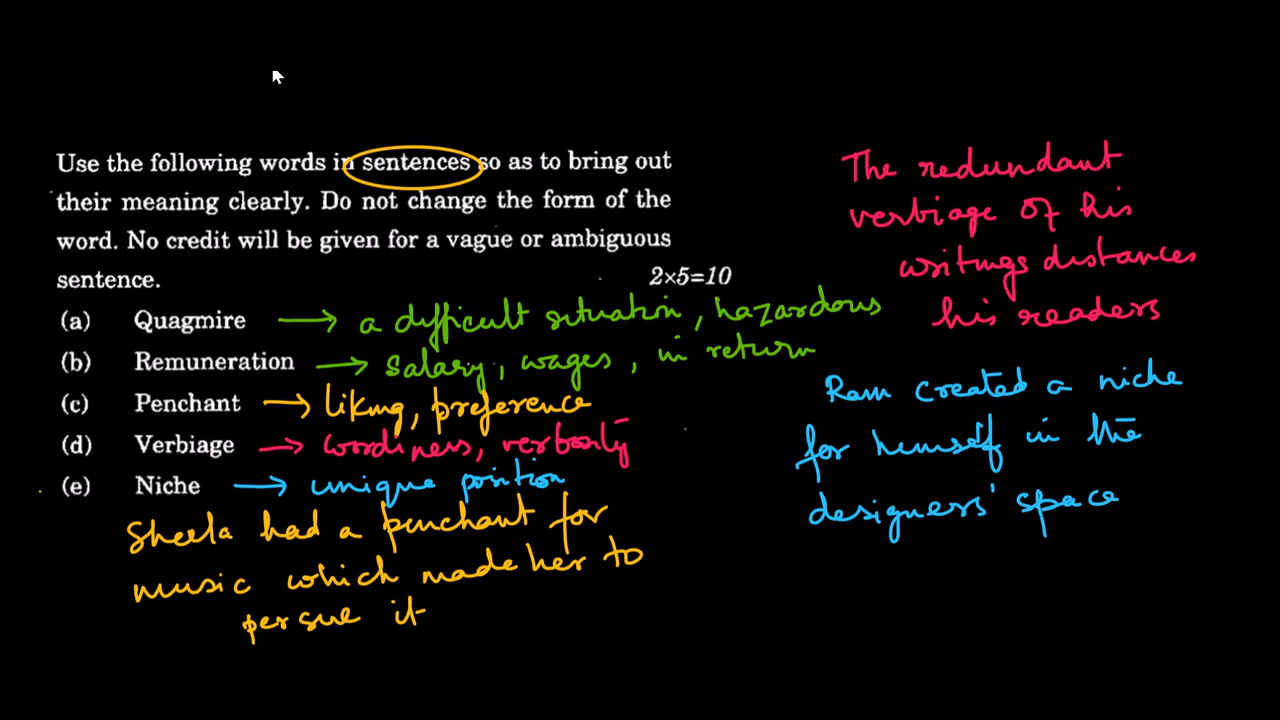 Use the following words in sentences so as to bring out
their meaning clearly. Do not change the form of the
word. No credit will be given for a vague or ambiguous
sentence. 2×5=10
(a) Quagmire → a difficult situation, hazardous
(b) Remuneration → salary, wages, in return
(c) Penchant → liking, preference
(d) Verbiage → wordiness, verbosity
(e) Niche → unique position
Sheela had a penchant for
music which made her to
persue it
The redundant
verbiage of his
writings distances
his readers
Ram created a niche
for himself in the
designers' space